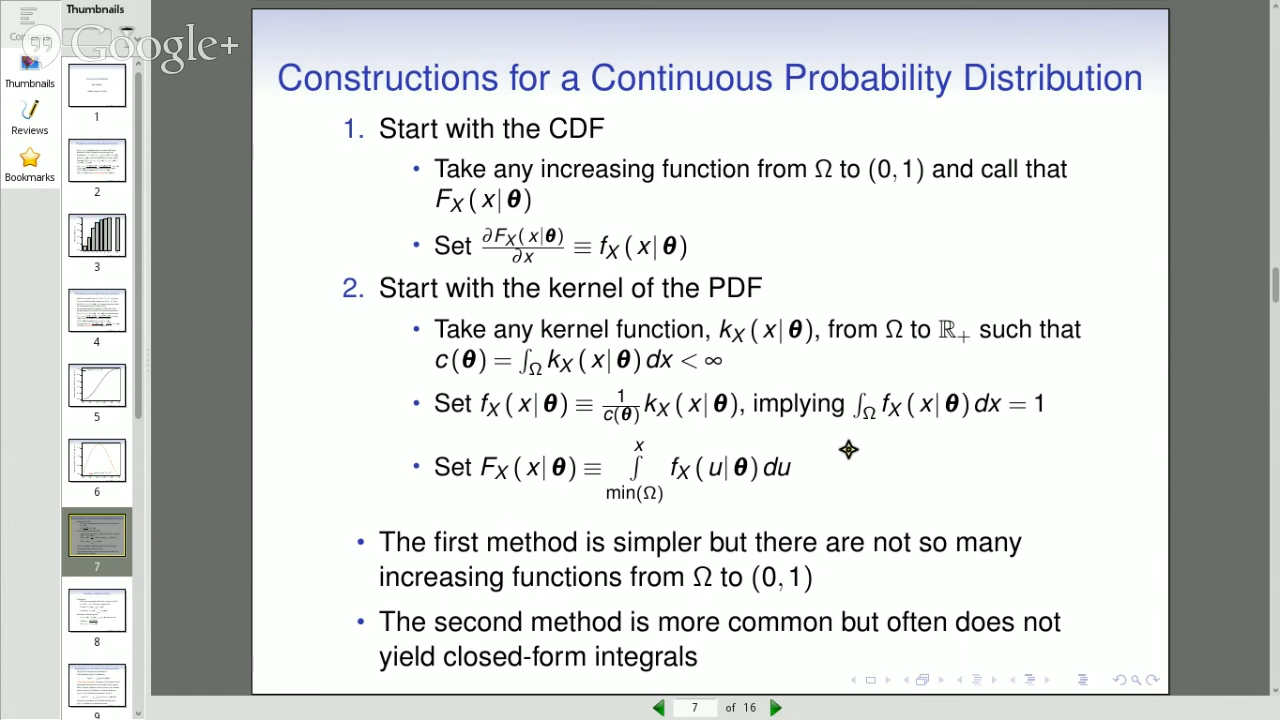 Thumbnails
Google+
Thumbnails
Reviews
Bookmarks
1
2
3
4
5
6
7
8
9
Constructions for a Continuous Probability Distribution
1. Start with the CDF
• Take any increasing function from Ω to (0, 1) and call that
F_X(x|θ)
• Set ∂F_X(x|θ)/∂x ≡ f_X(x|θ)
2. Start with the kernel of the PDF
• Take any kernel function, k_X(x|θ), from Ω to ℝ₊ such that
c(θ) = ∫_Ω k_X(x|θ) dx < ∞
• Set f_X(x|θ) ≡ 1/c(θ) k_X(x|θ), implying ∫_Ω f_X(x|θ) dx = 1
• Set F_X(x|θ) ≡ ∫_{min(Ω)}^{x} f_X(u|θ) du
• The first method is simpler but there are not so many
increasing functions from Ω to (0, 1)
• The second method is more common but often does not
yield closed-form integrals
7 of 16